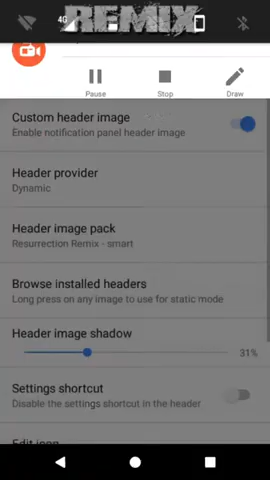 4G
REMIX
Pause
Stop
Draw
Custom header image
Enable notification panel header image
Header provider
Dynamic
Header image pack
Resurrection Remix - smart
Browse installed headers
Long press on any image to use for static mode
Header image shadow
31%
Settings shortcut
Disable the settings shortcut in the header
Edit icon